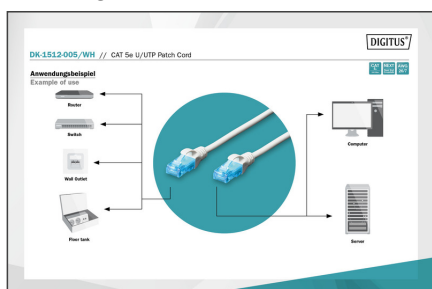 DIGITUS®
DK-1512-005/WH // CAT 5e U/UTP Patch Cord
Anwendungsbeispiel
Example of use
Router
Switch
Wall Outlet
Floor tank
Computer
Server